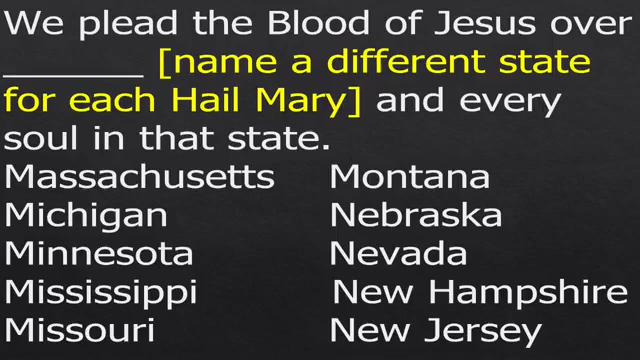 We plead the Blood of Jesus over
_______ [name a different state
for each Hail Mary] and every
soul in that state.
Massachusetts
Michigan
Minnesota
Mississippi
Missouri
Montana
Nebraska
Nevada
New Hampshire
New Jersey